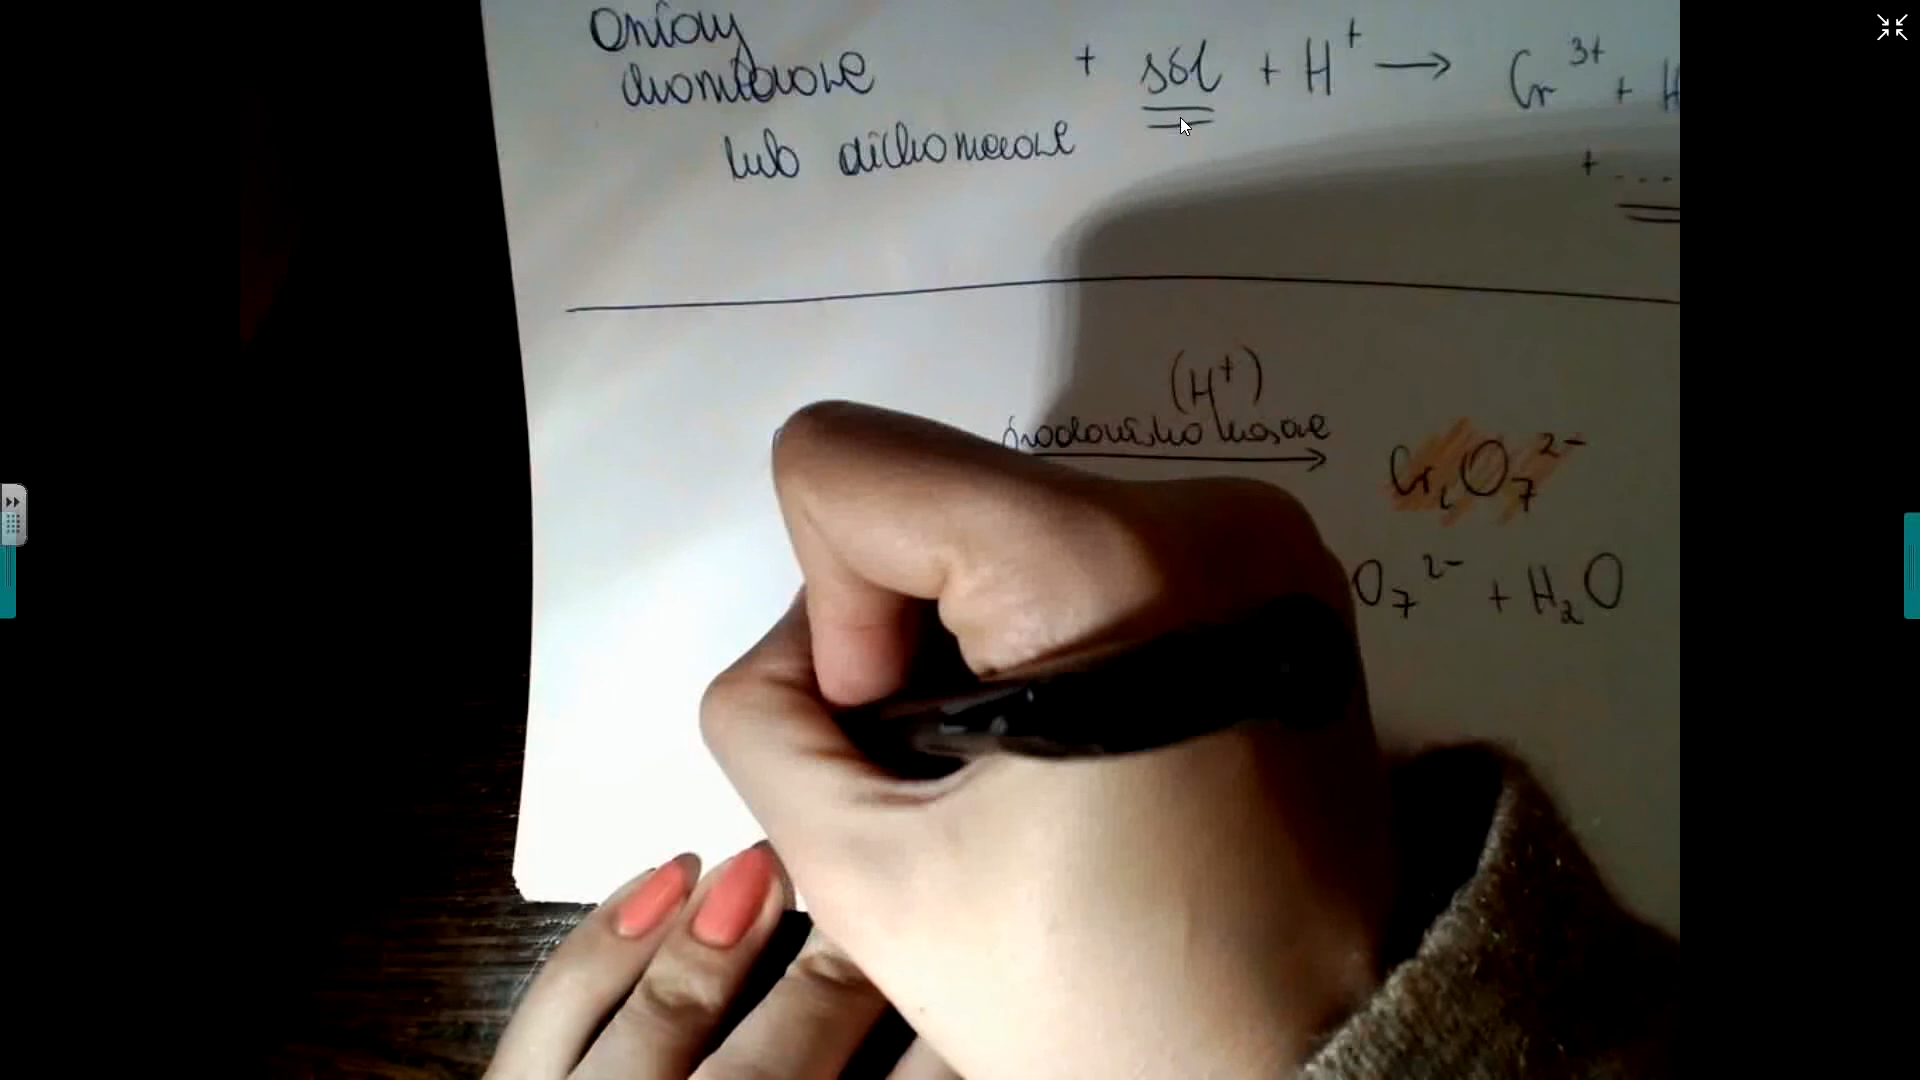 aniony
chromianowe + sól + H⁺ → Cr³⁺ + H
lub dichromianowe + ...
(H⁺)
środowisko kwasowe
→ Cr₂O₇²⁻
O₇²⁻ + H₂O